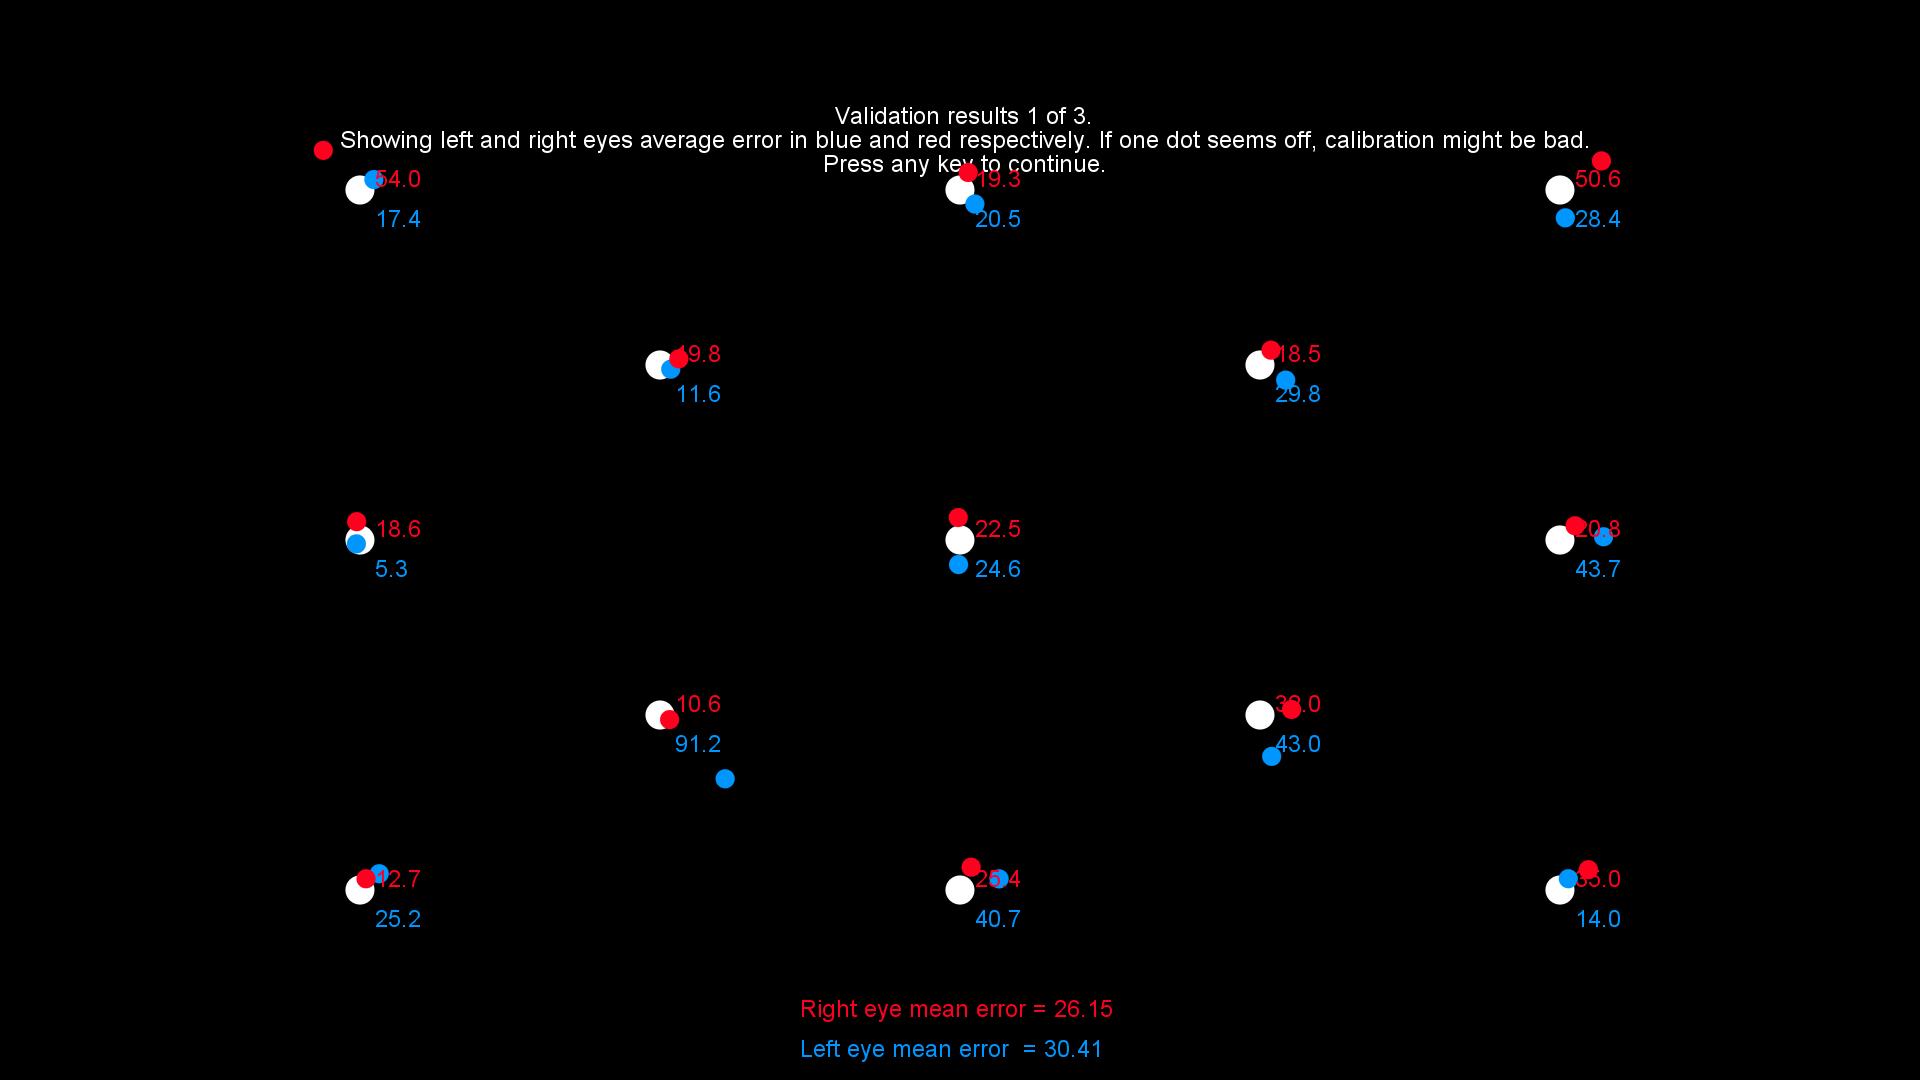 Validation results 1 of 3.
Showing left and right eyes average error in blue and red respectively. If one dot seems off, calibration might be bad.
Press any key to continue.
54.0 19.3 50.6
17.4 20.5 28.4
19.8 18.5
11.6 29.8
18.6 22.5 20.8
5.3 24.6 43.7
10.6
91.2 43.0
12.7 25.4 35.0
25.2 40.7 14.0
Right eye mean error = 26.15
Left eye mean error = 30.41